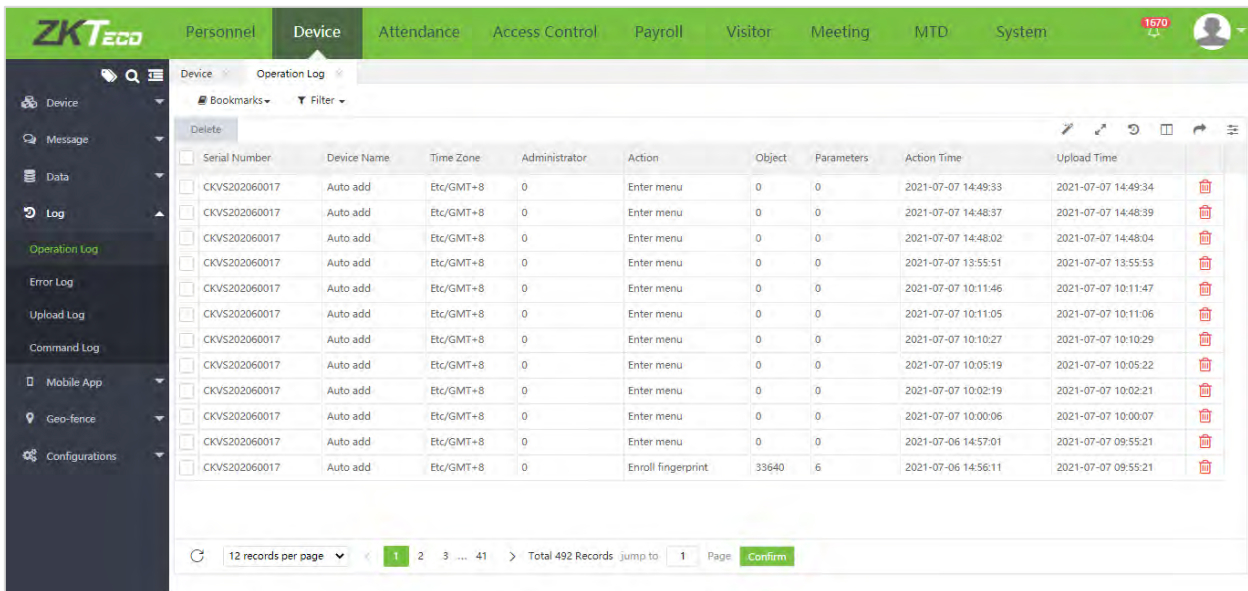 ZKTECO Personnel Device Attendance Access Control Payroll Visitor Meeting MTD System 1670
Device Operation Log
Bookmarks Filter
Delete
Serial Number Device Name Time Zone Administrator Action Object Parameters Action Time Upload Time
CKVS202060017 Auto add Etc/GMT+8 0 Enter menu 0 0 2021-07-07 14:49:33 2021-07-07 14:49:34
CKVS202060017 Auto add Etc/GMT+8 0 Enter menu 0 0 2021-07-07 14:48:37 2021-07-07 14:48:39
CKVS202060017 Auto add Etc/GMT+8 0 Enter menu 0 0 2021-07-07 14:48:02 2021-07-07 14:48:04
CKVS202060017 Auto add Etc/GMT+8 0 Enter menu 0 0 2021-07-07 13:55:51 2021-07-07 13:55:53
CKVS202060017 Auto add Etc/GMT+8 0 Enter menu 0 0 2021-07-07 10:11:46 2021-07-07 10:11:47
CKVS202060017 Auto add Etc/GMT+8 0 Enter menu 0 0 2021-07-07 10:11:05 2021-07-07 10:11:06
CKVS202060017 Auto add Etc/GMT+8 0 Enter menu 0 0 2021-07-07 10:10:27 2021-07-07 10:10:29
CKVS202060017 Auto add Etc/GMT+8 0 Enter menu 0 0 2021-07-07 10:05:19 2021-07-07 10:05:22
CKVS202060017 Auto add Etc/GMT+8 0 Enter menu 0 0 2021-07-07 10:02:19 2021-07-07 10:02:21
CKVS202060017 Auto add Etc/GMT+8 0 Enter menu 0 0 2021-07-07 10:00:06 2021-07-07 10:00:07
CKVS202060017 Auto add Etc/GMT+8 0 Enter menu 0 0 2021-07-06 14:57:01 2021-07-07 09:55:21
CKVS202060017 Auto add Etc/GMT+8 0 Enroll fingerprint 33640 6 2021-07-06 14:56:11 2021-07-07 09:55:21
12 records per page < 1 2 3 ... 41 > Total 492 Records jump to 1 Page Confirm
Device
Message
Data
Log
Operation Log
Error Log
Upload Log
Command Log
Mobile App
Geo-fence
Configurations